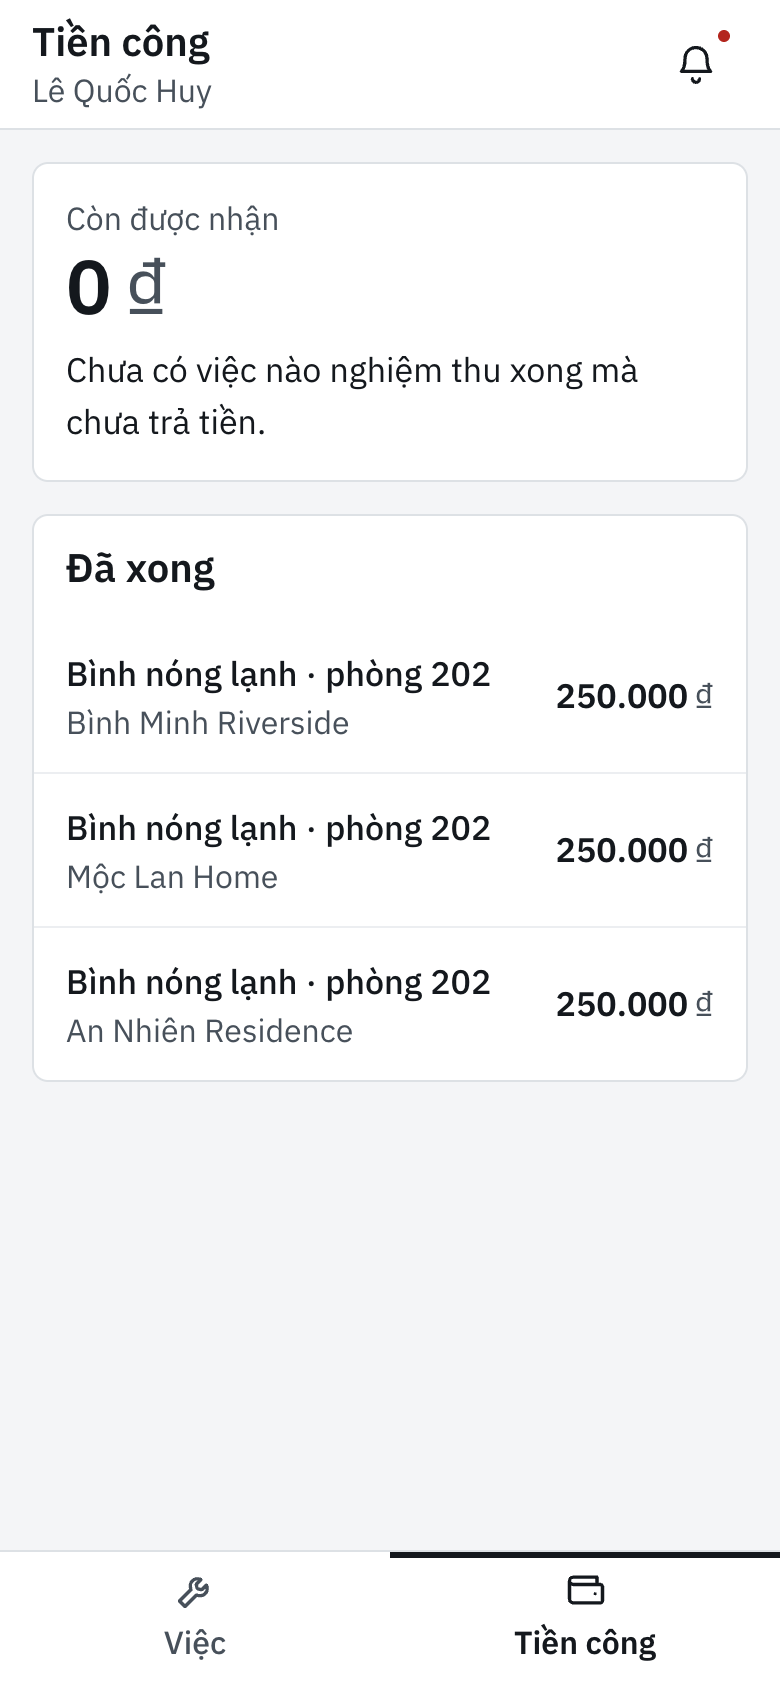 Tiền công
Lê Quốc Huy
Còn được nhận
0 ₫
Chưa có việc nào nghiệm thu xong mà
chưa trả tiền.
Đã xong
Bình nóng lạnh · phòng 202
Bình Minh Riverside
250.000 ₫
Bình nóng lạnh · phòng 202
Mộc Lan Home
250.000 ₫
Bình nóng lạnh · phòng 202
An Nhiên Residence
250.000 ₫
Việc
Tiền công